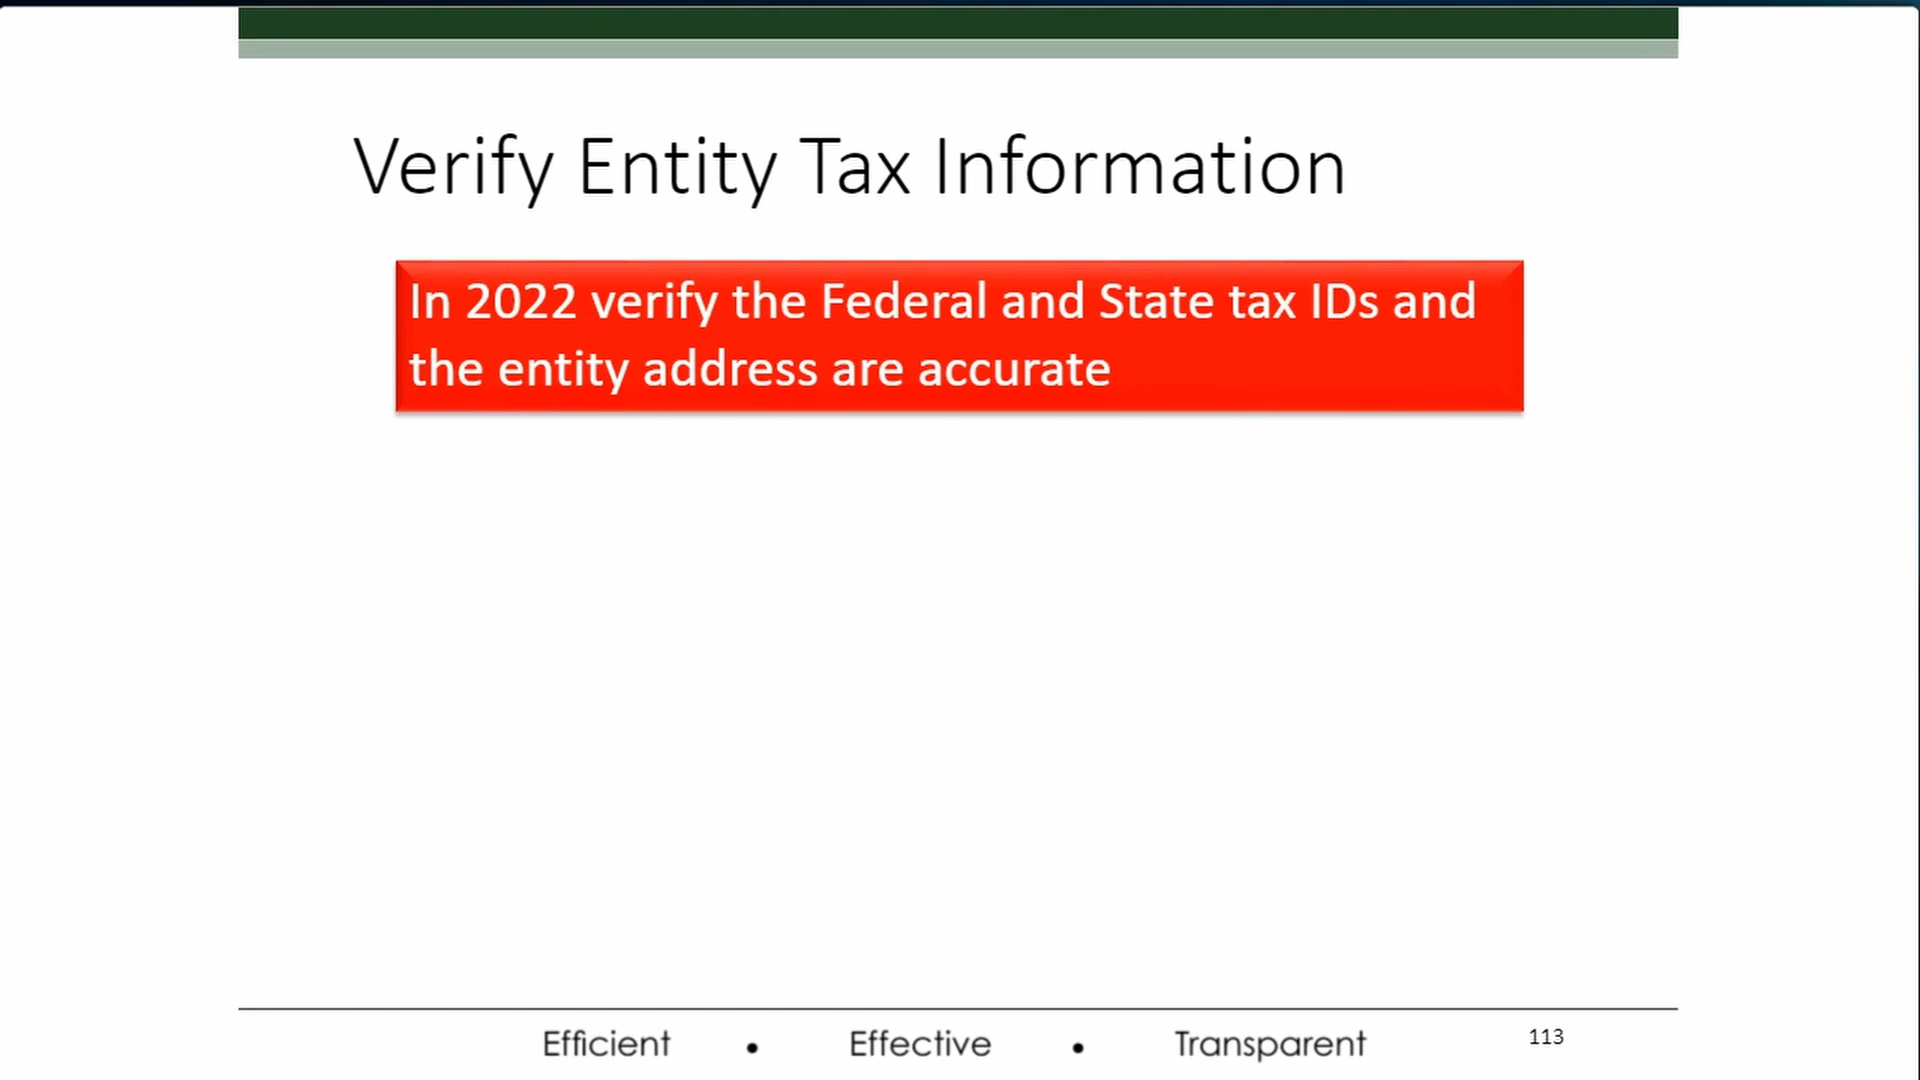 Verify Entity Tax Information
In 2022 verify the Federal and State tax IDs and
the entity address are accurate
Efficient • Effective • Transparent 113